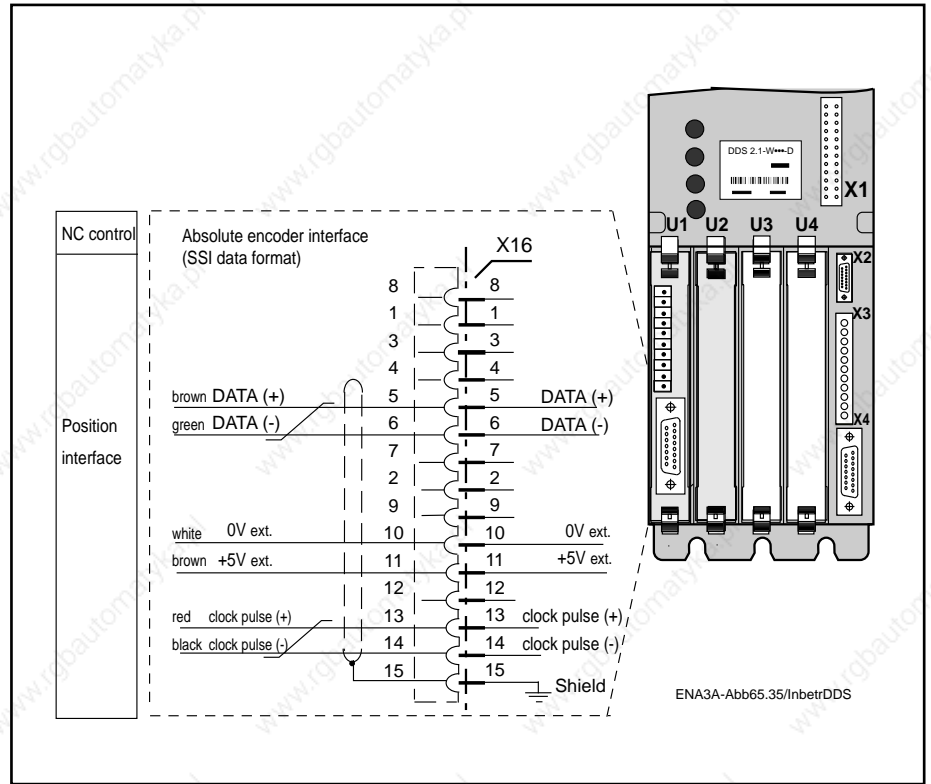 NC control
Position
interface
Absolute encoder interface
(SSI data format)
X16
8 8
1 1
3 3
4 4
brown DATA (+) 5 5 DATA (+)
green DATA (-) 6 6 DATA (-)
7 7
2 2
9 9
white 0V ext. 10 10 0V ext.
brown +5V ext. 11 11 +5V ext.
12 12
red clock pulse (+) 13 13 clock pulse (+)
black clock pulse (-) 14 14 clock pulse (-)
15 15
Shield
DDS 2.1-W•••-D
X1
U1 U2 U3 U4
X2
X3
X4
ENA3A-Abb65.35/InbetrDDS
www.rgbautomatyka.pl